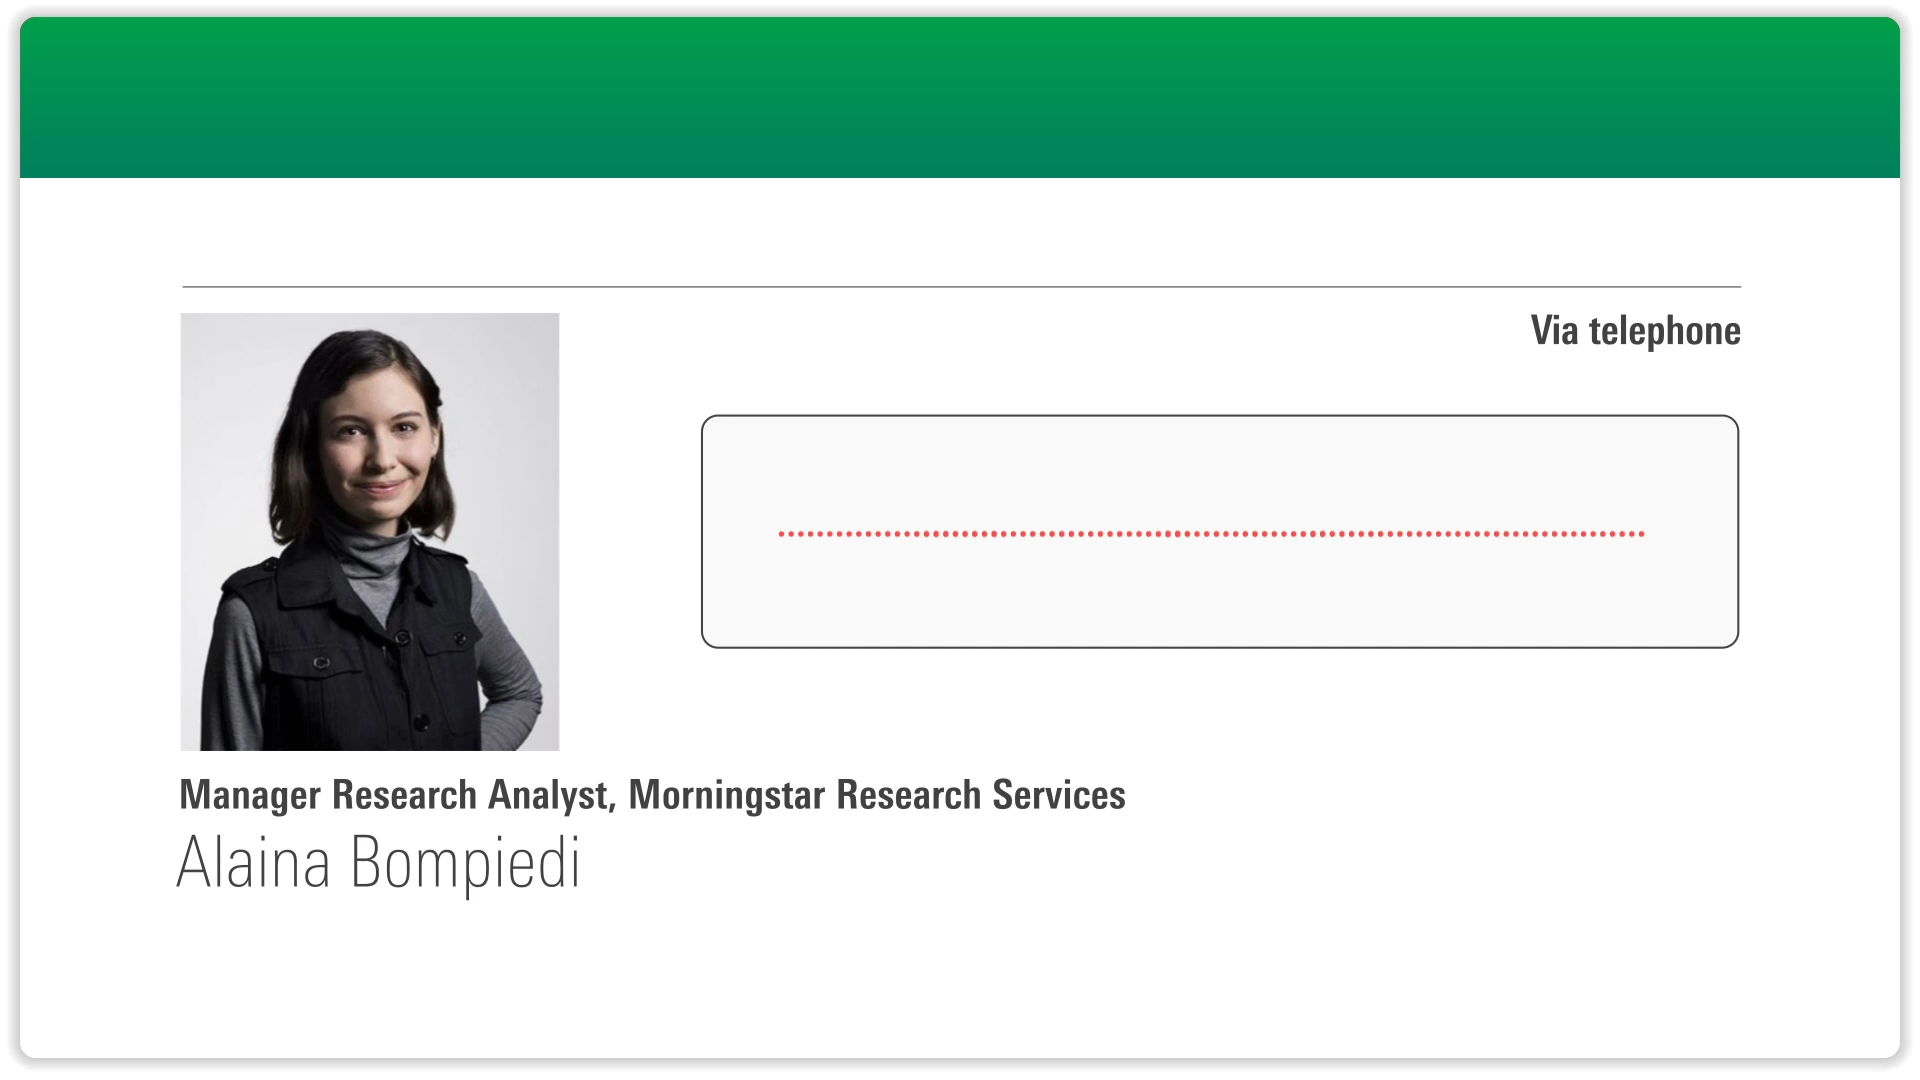 Via telephone
Manager Research Analyst, Morningstar Research Services
Alaina Bompiedi